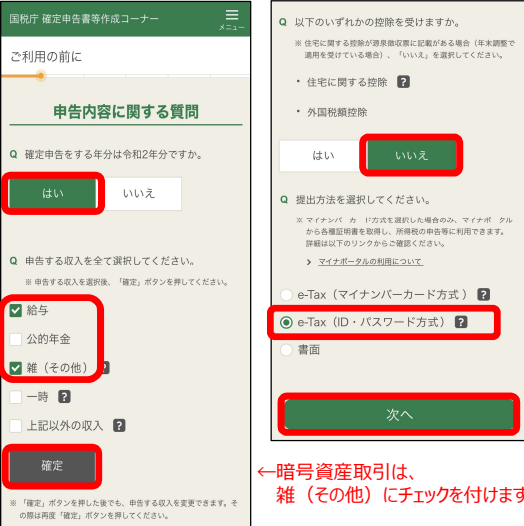 国税庁 確定申告書等作成コーナー
メニュー
ご利用の前に
申告内容に関する質問
Q 確定申告をする年分は令和2年分ですか。
はい
いいえ
Q 申告する収入を全て選択してください。
※ 申告する収入を選択後、「確定」ボタンを押してください。
給与
公的年金
雑（その他） ?
一時 ?
上記以外の収入 ?
確定
※ 「確定」ボタンを押した後でも、申告する収入を変更できます。そ
の際は再度「確定」ボタンを押してください。
Q 以下のいずれかの控除を受けますか。
※ 住宅に関する控除が源泉徴収票に記載がある場合（年末調整で
適用を受けている場合）、「いいえ」を選択してください。
・ 住宅に関する控除 ?
・ 外国税額控除
はい
いいえ
Q 提出方法を選択してください。
※ マイナンバーカード方式を選択した場合のみ、マイナポータル
から各種証明書を取得し、所得税の申告等に利用できます。
詳細は以下のリンクからご確認ください。
> マイナポータルの利用について
e-Tax（マイナンバーカード方式） ?
e-Tax（ID・パスワード方式） ?
書面
次へ
←暗号資産取引は、
雑（その他）にチェックを付けます